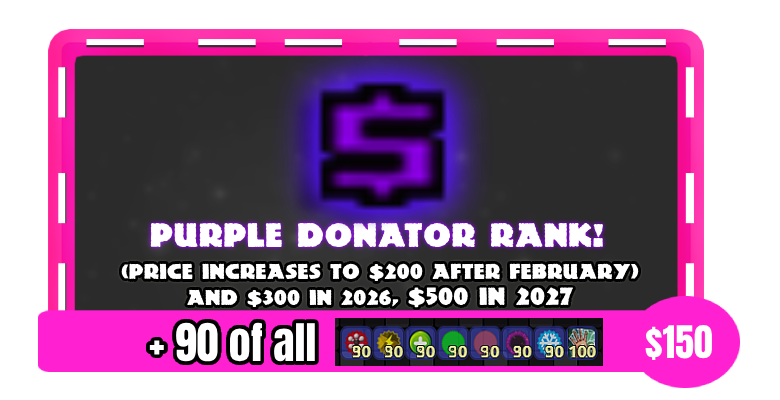 $
PURPLE DONATOR RANK!
(PRICE INCREASES TO $200 AFTER FEBRUARY)
AND $300 IN 2026, $500 IN 2027
+ 90 of all 90 90 90 90 90 90 90 100 $150